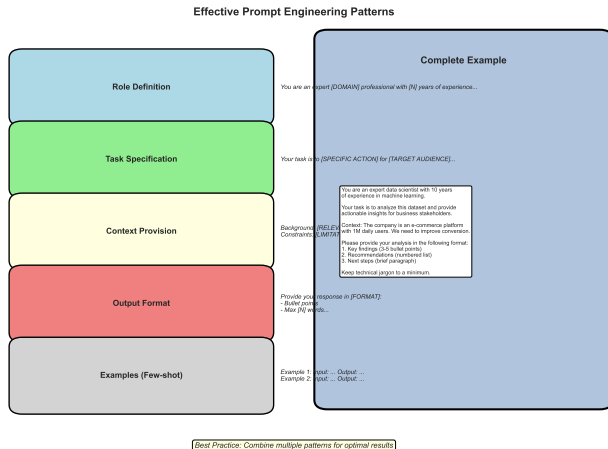 Effective Prompt Engineering Patterns
Complete Example
Role Definition
You are an expert [DOMAIN] professional with [N] years of experience...
Task Specification
Your task is to [SPECIFIC ACTION] for [TARGET AUDIENCE]...
Context Provision
Background: [RELEV
Constraints: [LIMITAT
You are an expert data scientist with 10 years
of experience in machine learning.
Your task is to analyze this dataset and provide
actionable insights for business stakeholders.
Context: The company is an e-commerce platform
with 1M daily users. We need to improve conversion.
Please provide your analysis in the following format:
1. Key findings (3-5 bullet points)
2. Recommendations (numbered list)
3. Next steps (brief paragraph)
Keep technical jargon to a minimum.
Output Format
Provide your response in [FORMAT]:
- Bullet points
- Max [N] words...
Examples (Few-shot)
Example 1: Input: ... Output: ...
Example 2: Input: ... Output: ...
Best Practice: Combine multiple patterns for optimal results